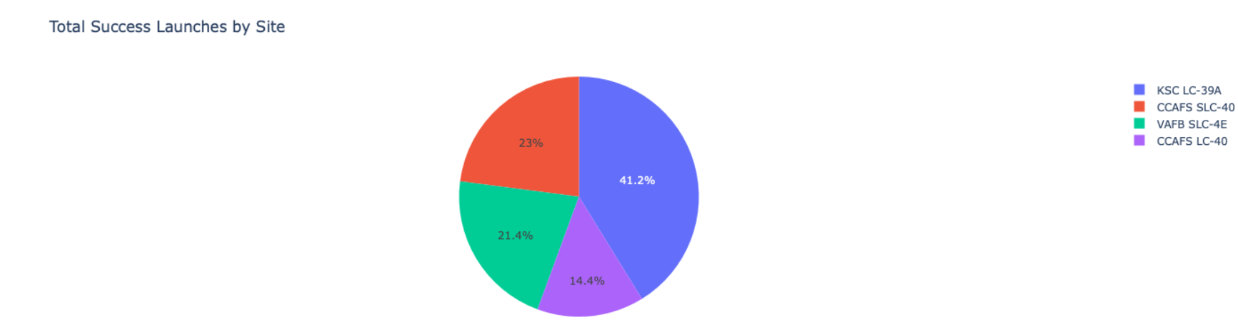 Total Success Launches by Site
KSC LC-39A
CCAFS SLC-40
VAFB SLC-4E
CCAFS LC-40
23%
41.2%
21.4%
14.4%